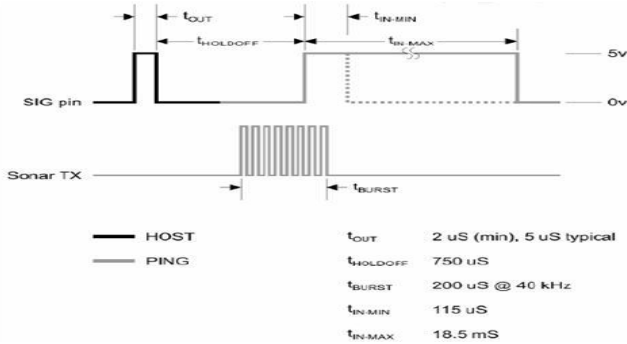 tOUT
tIN-MIN
tHOLDOFF
tIN-MAX
5v
SIG pin
0v
Sonar TX
tBURST
HOST
PING
tOUT 2 uS (min), 5 uS typical
tHOLDOFF 750 uS
tBURST 200 uS @ 40 kHz
tIN-MIN 115 uS
tIN-MAX 18.5 mS